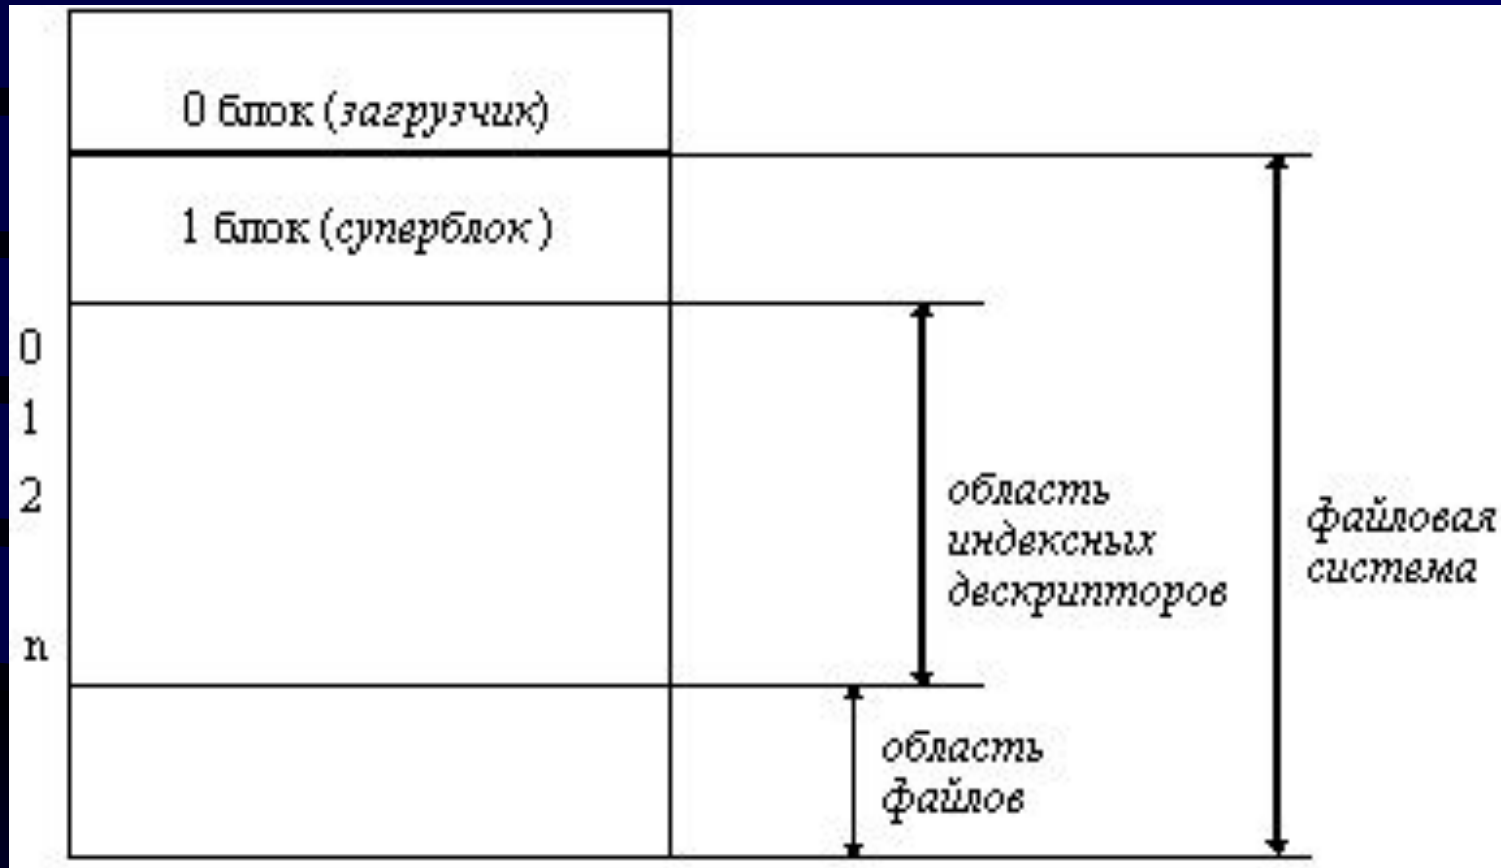 0 блок (загрузчик)
1 блок (суперблок )
0
1
2
n
область
индексных
дескрипторов
файловая
система
область
файлов